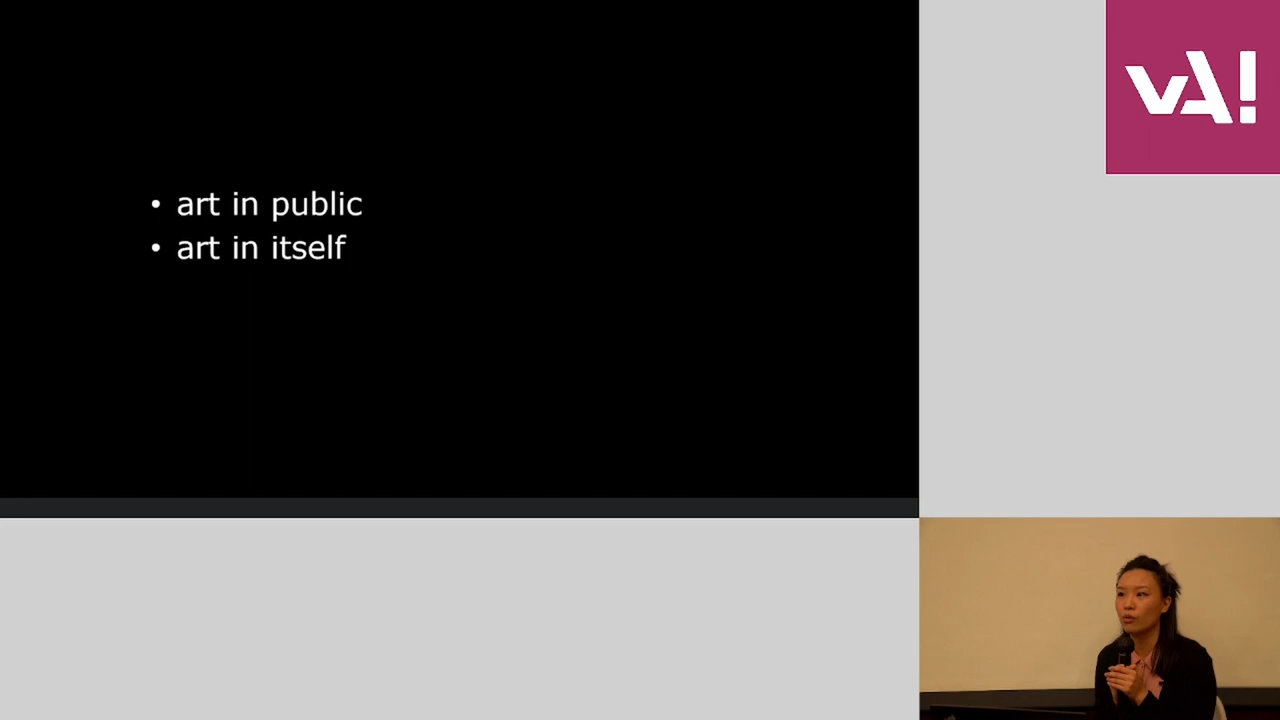 • art in public
• art in itself
vA!